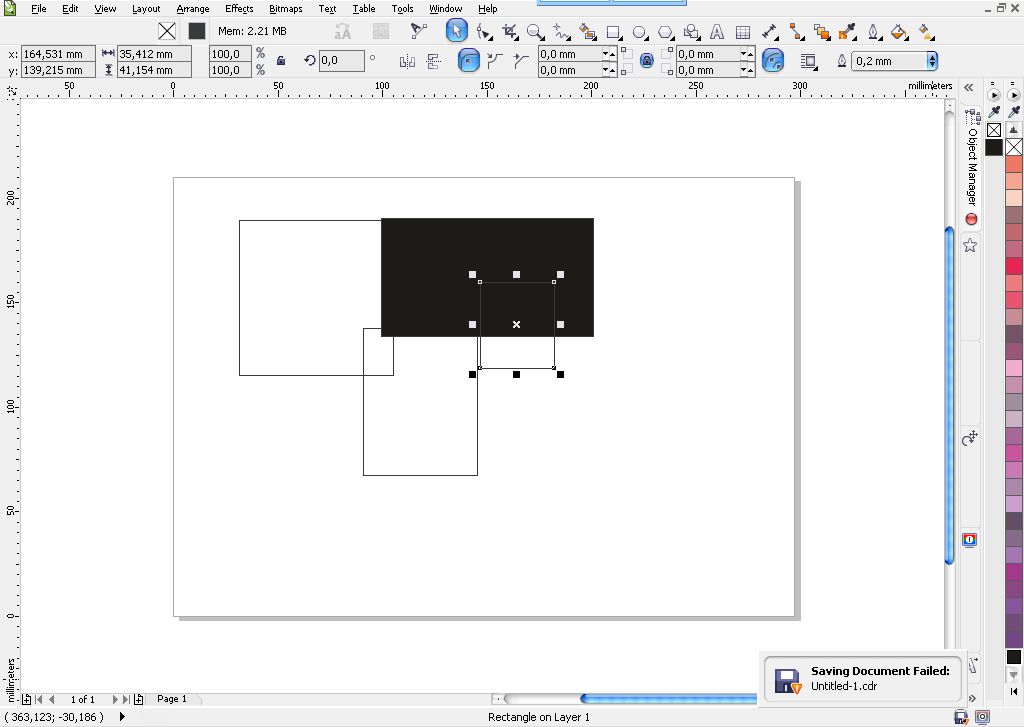 File Edit View Layout Arrange Effects Bitmaps Text Table Tools Window Help
Mem: 2.21 MB
x: 164,531 mm 35,412 mm 100,0 % 0,0 ° 0,0 mm 0,0 mm 0,2 mm
y: 139,215 mm 41,154 mm 100,0 % 0,0 mm 0,0 mm
50 0 50 100 150 200 250 300 millimeters
Object Manager
200
150
100
50
0
millimeters
Saving Document Failed:
Untitled-1.cdr
1 of 1 Page 1
( 363,123; -30,186 ) Rectangle on Layer 1